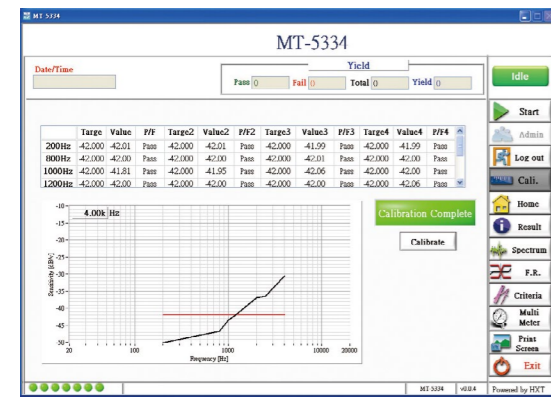 MT-5334
MT-5334
Date/Time
Yield
Pass 0 Fail 0 Total 0 Yield 0
Idle
Start
Admin
Log out
Cali.
Home
Result
Spectrum
F.R.
Criteria
Multi
Meter
Print
Screen
Exit
Targe Value P/F Targe2 Value2 P/F2 Targe3 Value3 P/F3 Targe4 Value4 P/F4
200Hz -42.000 -42.01 Pass -42.000 -42.01 Pass -42.000 -41.99 Pass -42.000 -41.99 Pass
800Hz -42.000 -42.00 Pass -42.000 -42.00 Pass -42.000 -42.01 Pass -42.000 -42.00 Pass
1000Hz -42.000 -41.81 Pass -42.000 -41.95 Pass -42.000 -42.06 Pass -42.000 -42.00 Pass
1200Hz -42.000 -42.00 Pass -42.000 -42.00 Pass -42.000 -42.00 Pass -42.000 -42.06 Pass
4.00k Hz
-10
-15
-20
-25
-30
-35
-40
-45
-50
20 100 1000 10000 20000
Frequency [Hz]
Calibration Complete
Calibrate
MT-5334 v0.0.4 Powered by HXT